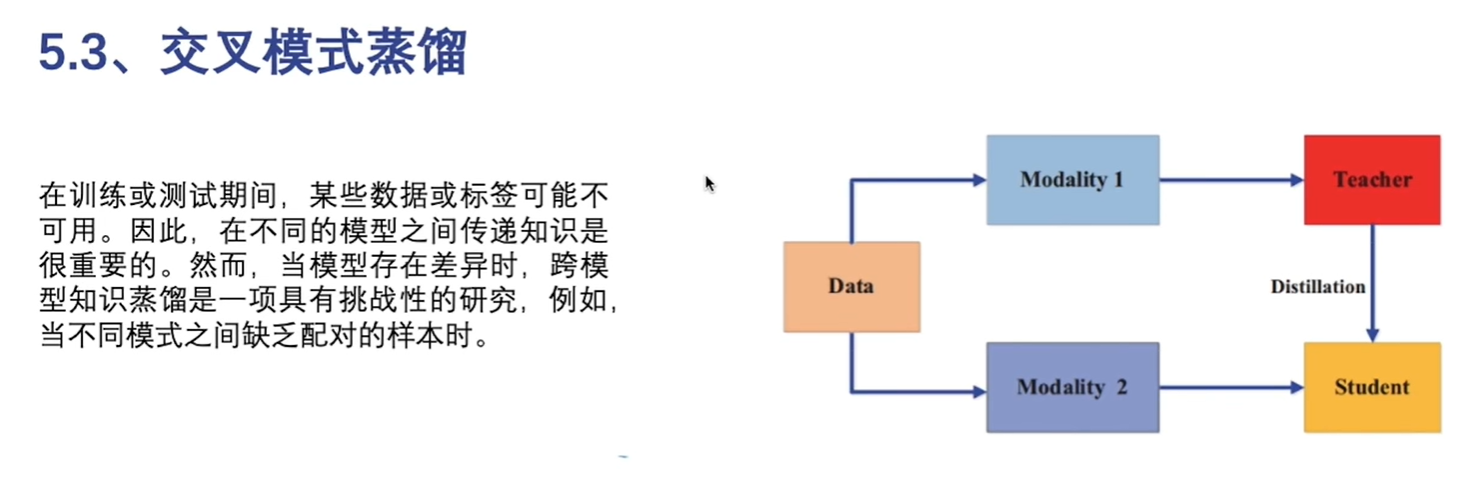 5.3、交叉模式蒸馏
在训练或测试期间，某些数据或标签可能不
可用。因此，在不同的模型之间传递知识是
很重要的。然而，当模型存在差异时，跨模
型知识蒸馏是一项具有挑战性的研究，例如，
当不同模式之间缺乏配对的样本时。
Modality 1
Teacher
Data
Distillation
Modality 2
Student